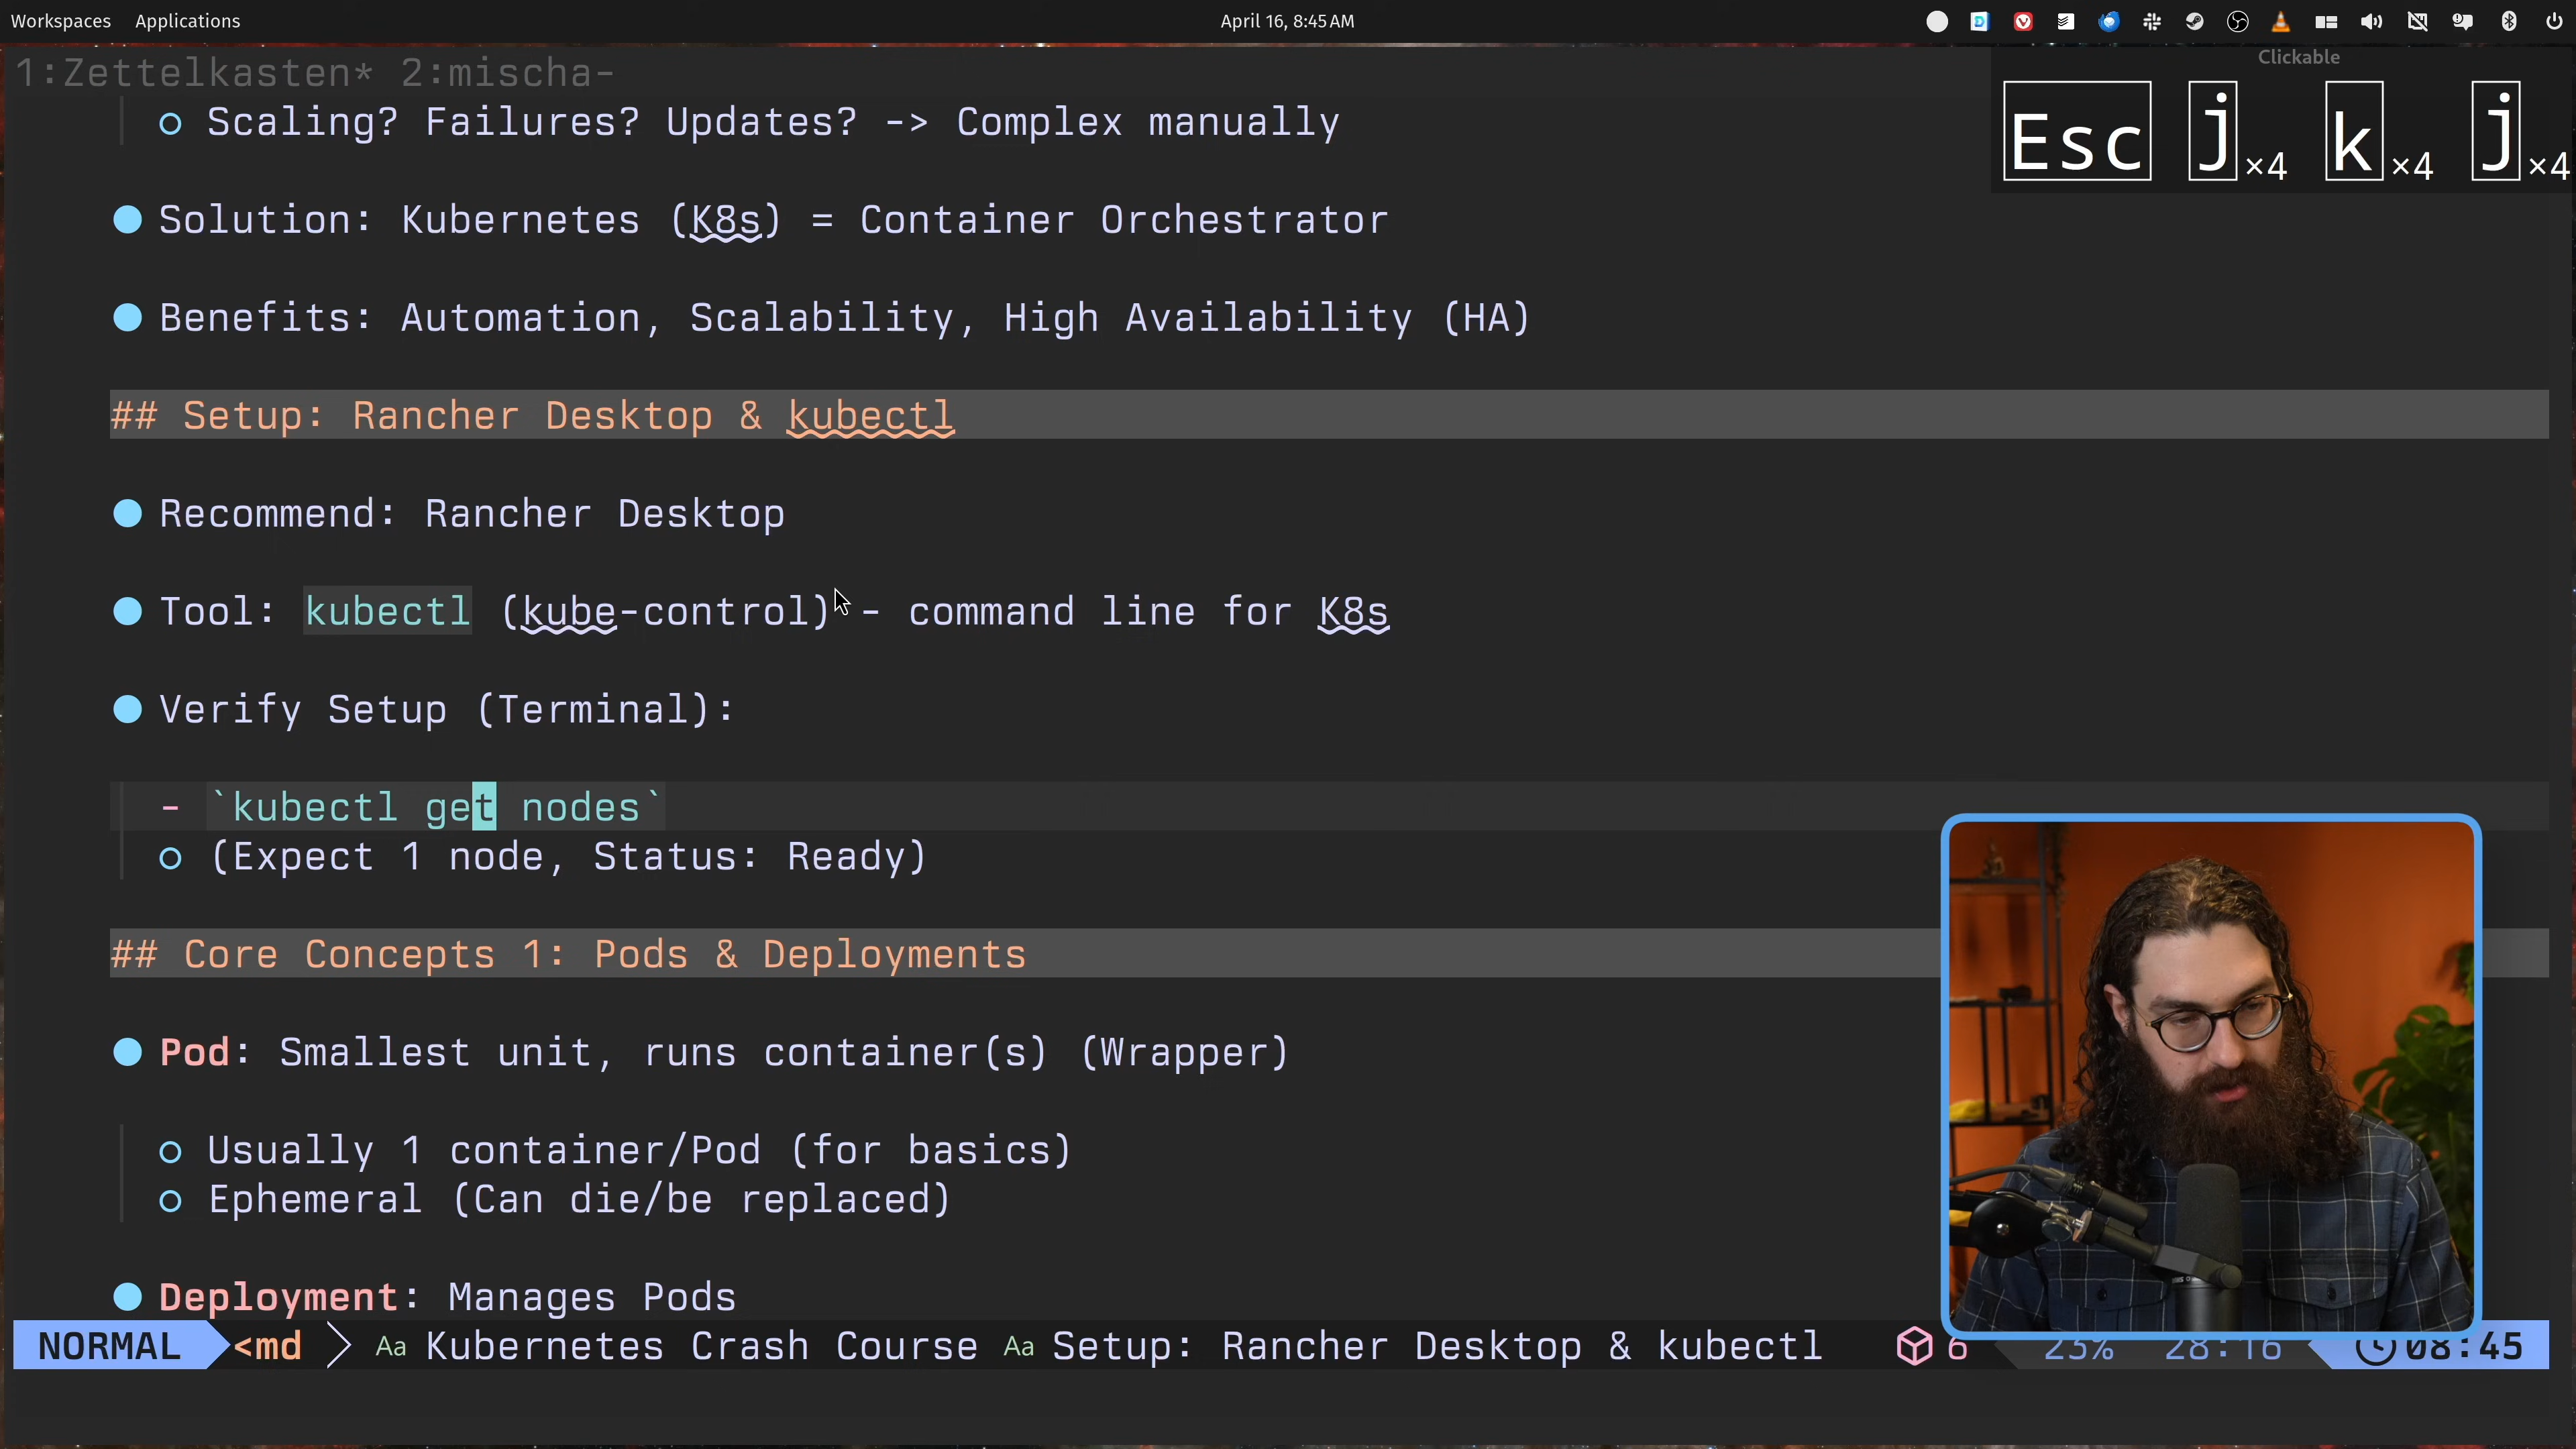 Workspaces Applications April 16, 8:45 AM
1:Zettelkasten* 2:mischa-
Clickable
Esc j×4 k×4 j×4
Scaling? Failures? Updates? -> Complex manually
Solution: Kubernetes (K8s) = Container Orchestrator
Benefits: Automation, Scalability, High Availability (HA)
## Setup: Rancher Desktop & kubectl
Recommend: Rancher Desktop
Tool: kubectl (kube-control) - command line for K8s
Verify Setup (Terminal):
- `kubectl get nodes`
(Expect 1 node, Status: Ready)
## Core Concepts 1: Pods & Deployments
Pod: Smallest unit, runs container(s) (Wrapper)
Usually 1 container/Pod (for basics)
Ephemeral (Can die/be replaced)
Deployment: Manages Pods
NORMAL <md Aa Kubernetes Crash Course Aa Setup: Rancher Desktop & kubectl 6 23% 28:16 08:45